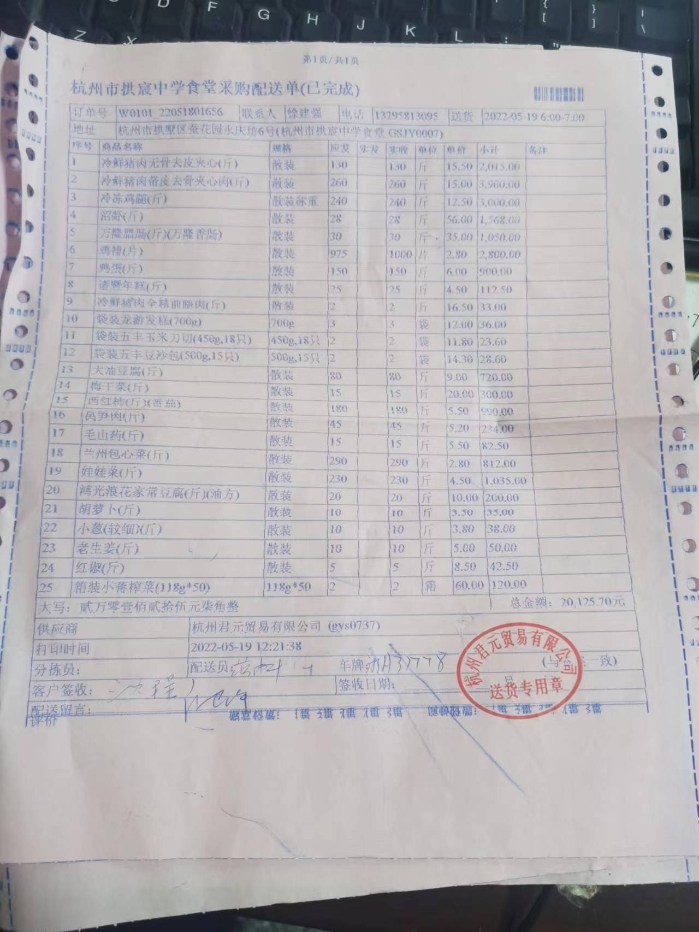 第1页/共1页
杭州市拱宸中学食堂采购配送单(已完成)
订单号 W0101_22051801656 联系人 徐建强 电话 13295813095 送货 2022-05-19 6:00-7:00
地址 杭州市拱墅区蚕花园永庆坊6号(杭州市拱宸中学食堂 GSJY0007)
序号 商品名称 规格 应发 实发 实收 单位 单价 小计 备注
1 冷鲜猪肉无骨去皮夹心(斤) 散装 130 130 斤 15.50 2,015.00
2 冷鲜猪肉带皮去骨夹心肉(斤) 散装 260 260 斤 15.00 3,900.00
3 冷冻鸡腿(斤) 散装称重 240 240 斤 12.50 3,000.00
4 (斤) 散装 28 28 斤 56.00 1,568.00
5 万隆腊肠(斤)(万隆香肠) 散装 30 30 斤 35.00 1,050.00
6 鸡排(片) 散装 975 1000 片 2.80 2,800.00
7 鸡蛋(斤) 散装 150 150 斤 6.00 900.00
8 诸暨年糕(斤) 散装 25 25 斤 4.50 112.50
9 冷鲜猪肉全精前腿肉(斤) 散装 2 2 斤 16.50 33.00
10 袋装龙游发糕(700g) 700g 3 3 袋 12.00 36.00
11 袋装五丰玉米刀切(450g,18只) 450g,18只 2 2 袋 11.80 23.60
12 袋装五丰豆沙包(500g,15只) 500g,15只 2 2 袋 14.30 28.60
13 大油豆腐(斤) 散装 80 80 斤 9.00 720.00
14 梅干菜(斤) 散装 15 15 斤 20.00 300.00
15 西红柿(斤)(番茄) 散装 180 180 斤 5.50 990.00
16 莴笋肉(斤) 散装 45 45 斤 5.20 234.00
17 毛山药(斤) 散装 15 15 斤 5.50 82.50
18 兰州包心菜(斤) 散装 290 290 斤 2.80 812.00
19 娃娃菜(斤) 散装 230 230 斤 4.50 1,035.00
20 鸿光浪花家常豆腐(斤)(油方) 散装 20 20 斤 10.00 200.00
21 胡萝卜(斤) 散装 10 10 斤 3.50 35.00
22 小葱(较细)(斤) 散装 10 10 斤 3.80 38.00
23 老生姜(斤) 散装 10 10 斤 5.00 50.00
24 红椒(斤) 散装 5 5 斤 8.50 42.50
25 箱装小蒋榨菜(118g*50) 118g*50 2 2 箱 60.00 120.00
大写：贰万零壹佰贰拾伍元柒角整 总金额：20,125.70元
供应商 杭州君元贸易有限公司 (gys0737)
打印时间 2022-05-19 12:21:38
分拣员： 配送员： 车牌
客户签收： 签收日期：
配送留言：
评价
杭州君元贸易有限公司
送货专用章